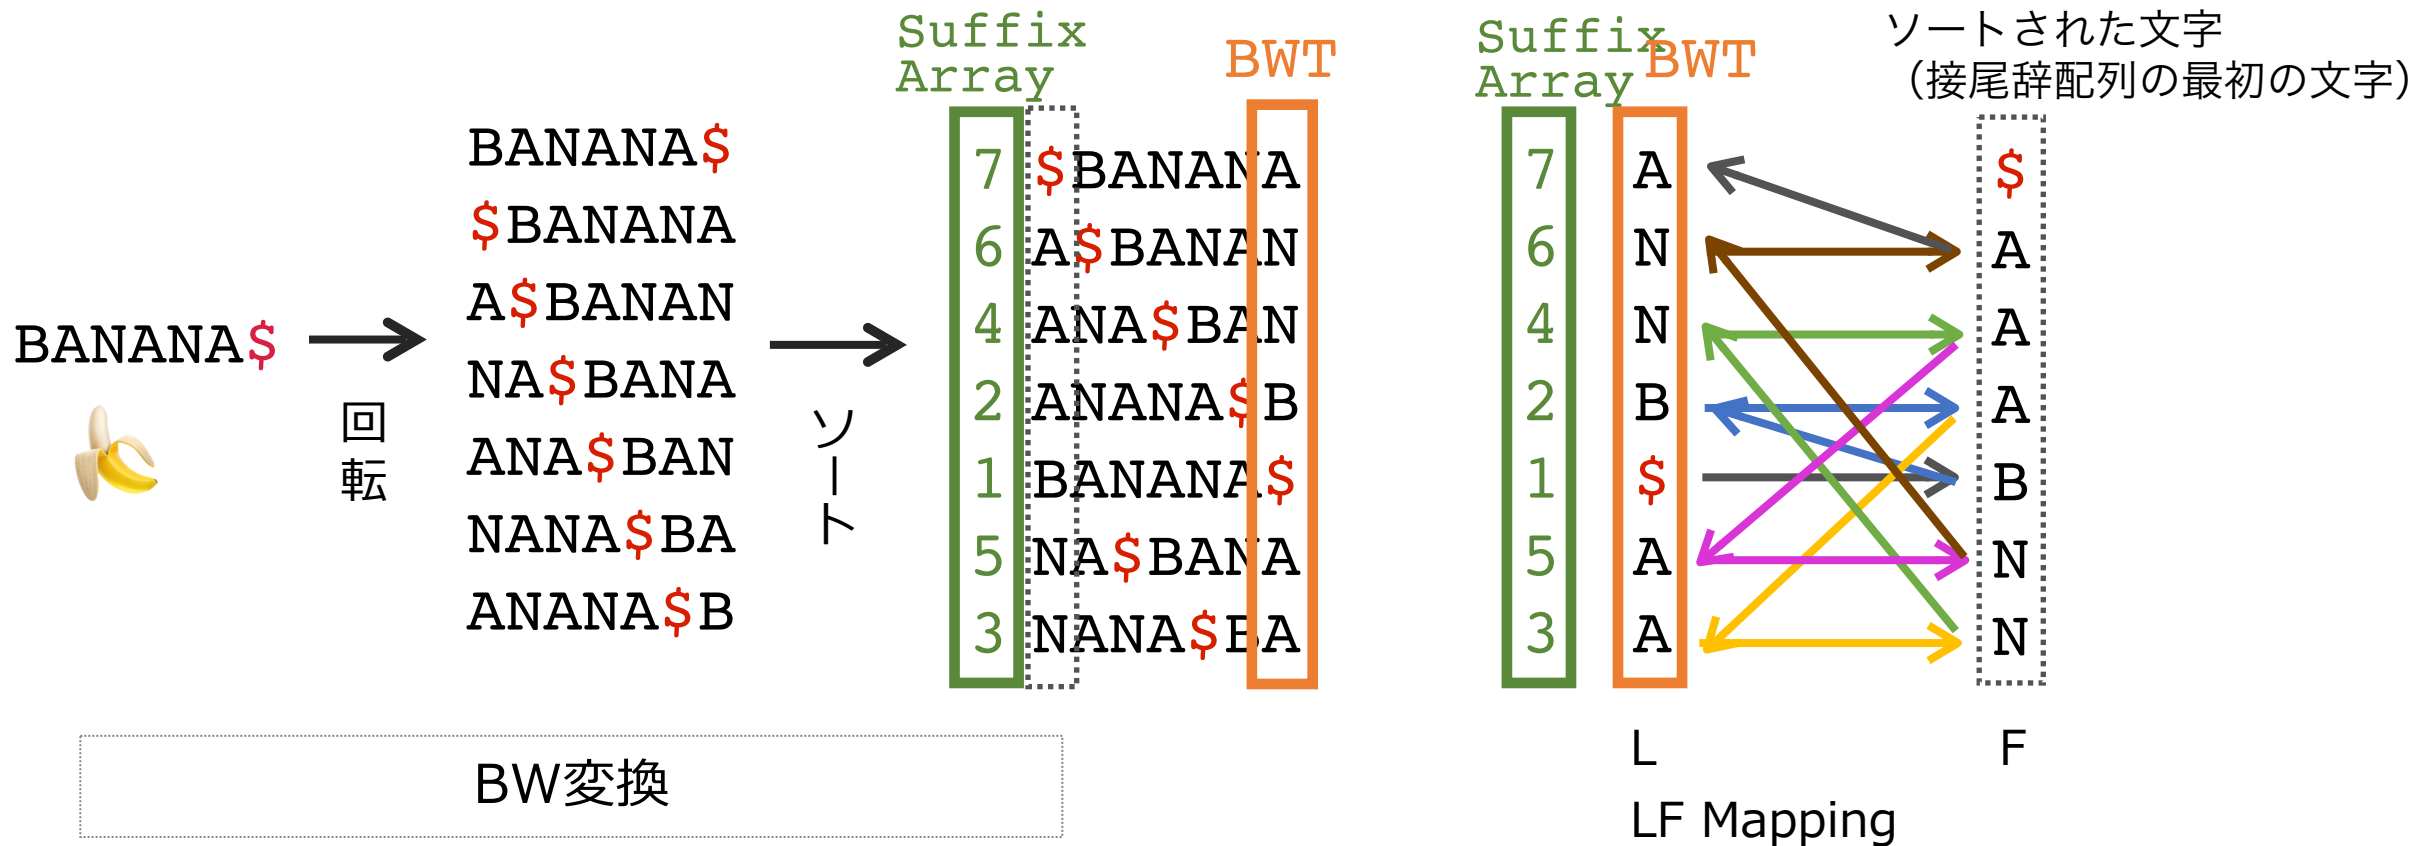 BANANA$
回転
BANANA$
$BANANA
A$BANAN
NA$BANA
ANA$BAN
NANA$BA
ANANA$B
ソート
Suffix
Array
BWT
7 $BANANA
6 A$BANAN
4 ANA$BAN
2 ANANA$B
1 BANANA$
5 NA$BANA
3 NANA$BA
BW変換
Suffix
Array
BWT
ソートされた文字
（接尾辞配列の最初の文字）
7 A $
6 N A
4 N A
2 B A
1 $ B
5 A N
3 A N
L F
LF Mapping